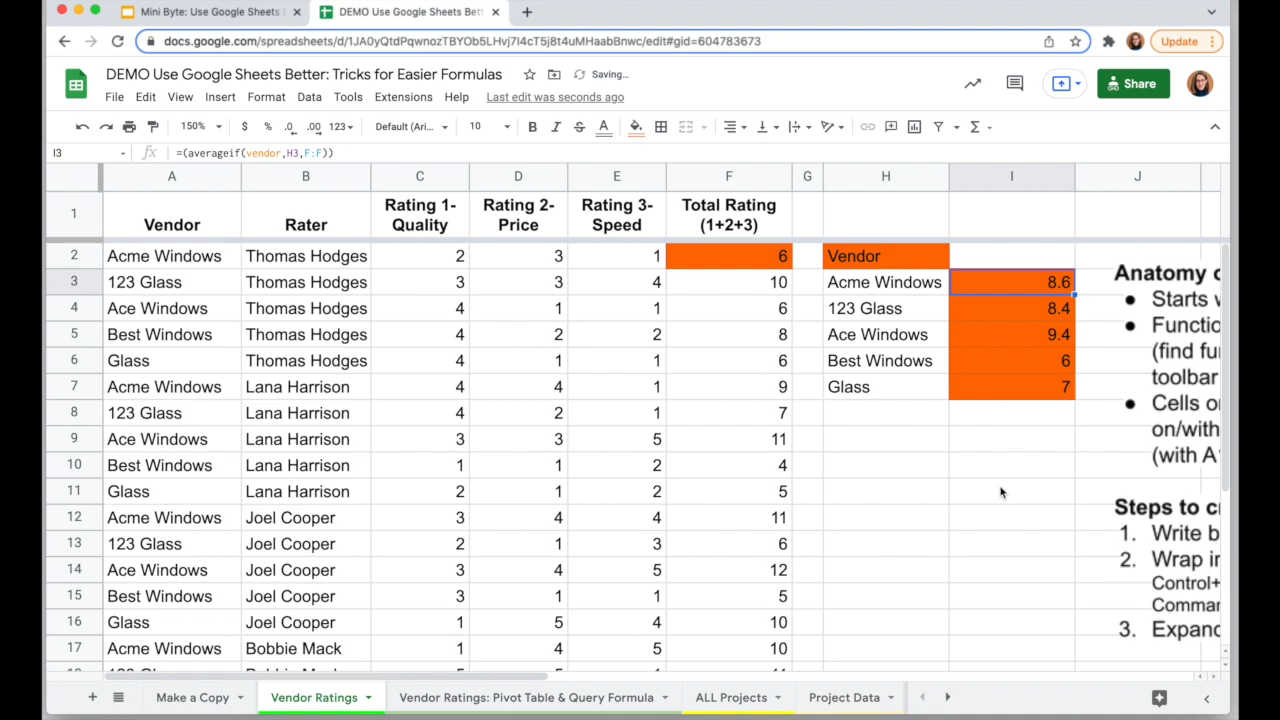 Mini Byte: Use Google Sheets
DEMO Use Google Sheets Bett
docs.google.com/spreadsheets/d/1JA0yQtdPqwnozTBYOb5LHvj7I4cT5j8t4uMHaabBnwc/edit#gid=604783673
Update
DEMO Use Google Sheets Better: Tricks for Easier Formulas
Saving...
Share
File Edit View Insert Format Data Tools Extensions Help Last edit was seconds ago
150% $ % .0 .00 123 Default (Ari... 10 B I S A Σ
I3 fx =(averageif(vendor,H3,F:F))
A B C D E F G H I J
1 Vendor Rater Rating 1- Quality Rating 2- Price Rating 3- Speed Total Rating (1+2+3)
2 Acme Windows Thomas Hodges 2 3 1 6 Vendor
3 123 Glass Thomas Hodges 3 3 4 10 Acme Windows 8.6
4 Ace Windows Thomas Hodges 4 1 1 6 123 Glass 8.4
5 Best Windows Thomas Hodges 4 2 2 8 Ace Windows 9.4
6 Glass Thomas Hodges 4 1 1 6 Best Windows 6
7 Acme Windows Lana Harrison 4 4 1 9 Glass 7
8 123 Glass Lana Harrison 4 2 1 7
9 Ace Windows Lana Harrison 3 3 5 11
10 Best Windows Lana Harrison 1 1 2 4
11 Glass Lana Harrison 2 1 2 5
12 Acme Windows Joel Cooper 3 4 4 11
13 123 Glass Joel Cooper 2 1 3 6
14 Ace Windows Joel Cooper 3 4 5 12
15 Best Windows Joel Cooper 3 1 1 5
16 Glass Joel Cooper 1 5 4 10
17 Acme Windows Bobbie Mack 1 4 5 10
Anatomy o
● Starts w
● Functio
(find fu
toolbar
● Cells o
on/with
(with A
Steps to c
1. Write b
2. Wrap in
Control+
Comma
3. Expand
+ Make a Copy Vendor Ratings Vendor Ratings: Pivot Table & Query Formula ALL Projects Project Data